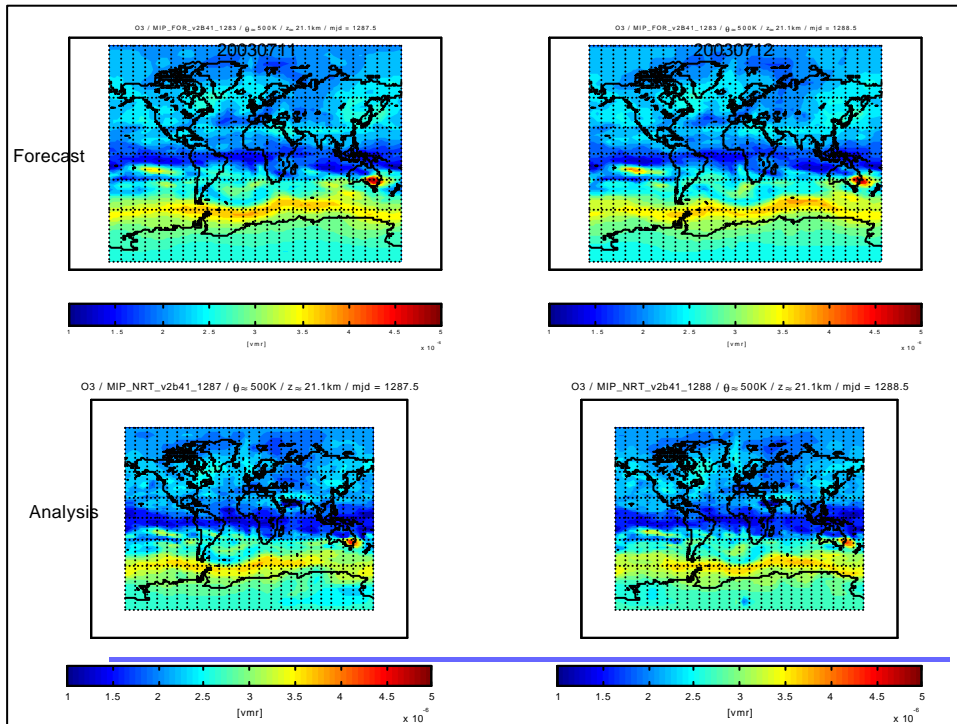 O3 / MIP_FOR_v2B41_1283 / θ≈ 500K / z≈ 21.1km / mjd = 1287.5
O3 / MIP_FOR_v2B41_1283 / θ≈ 500K / z≈ 21.1km / mjd = 1288.5
20030711
20030712
Forecast
1 1.5 2 2.5 3 3.5 4 4.5 5
[vmr]
x 10⁻⁶
1 1.5 2 2.5 3 3.5 4 4.5 5
[vmr]
x 10⁻⁶
O3 / MIP_NRT_v2b41_1287 / θ≈ 500K / z ≈ 21.1km / mjd = 1287.5
O3 / MIP_NRT_v2b41_1288 / θ≈ 500K / z ≈ 21.1km / mjd = 1288.5
Analysis
1 1.5 2 2.5 3 3.5 4 4.5 5
[vmr]
x 10⁻⁶
1 1.5 2 2.5 3 3.5 4 4.5 5
[vmr]
x 10⁻⁶